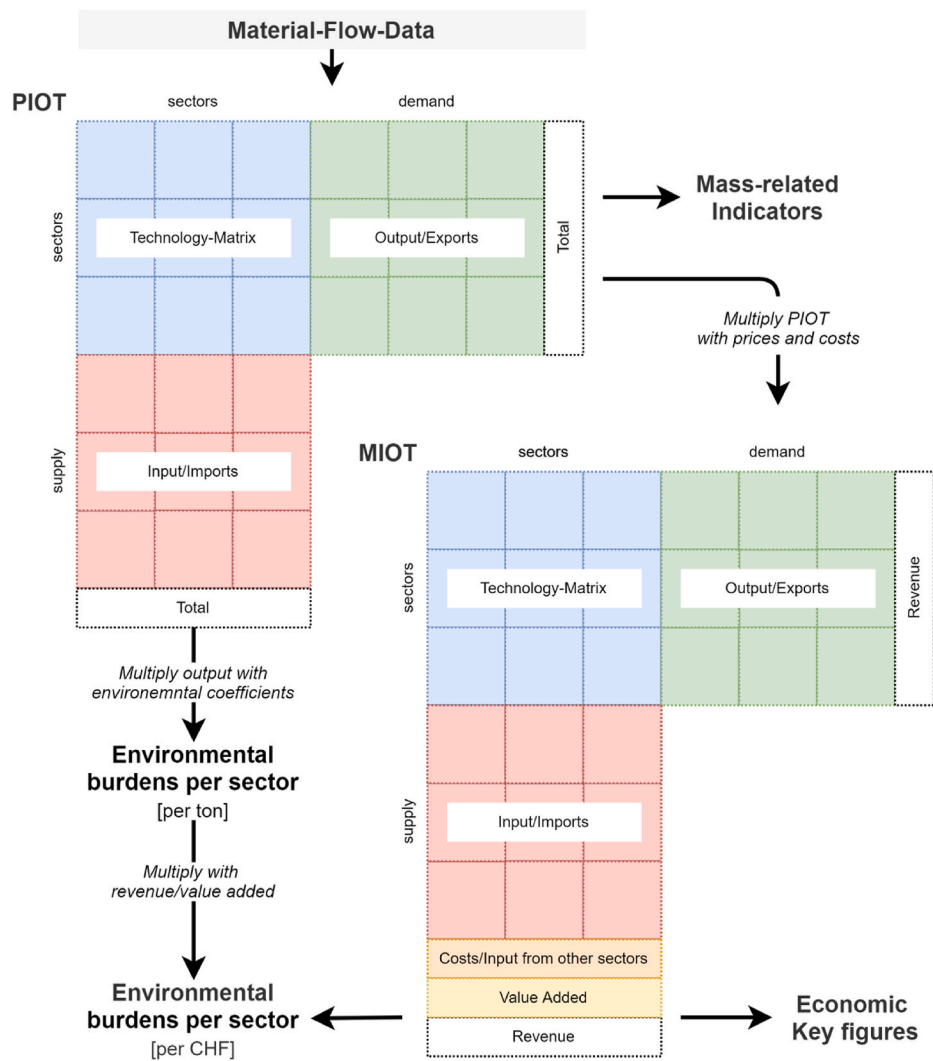 Material-Flow-Data
PIOT
sectors
demand
sectors
Technology-Matrix
Output/Exports
Total
Mass-related
Indicators
Multiply PIOT
with prices and costs
supply
Input/Imports
Total
MIOT
sectors
demand
sectors
Technology-Matrix
Output/Exports
Revenue
Multiply output with
environemntal coefficients
Environmental
burdens per sector
[per ton]
supply
Input/Imports
Multiply with
revenue/value added
Costs/Input from other sectors
Value Added
Revenue
Environmental
burdens per sector
[per CHF]
Economic
Key figures